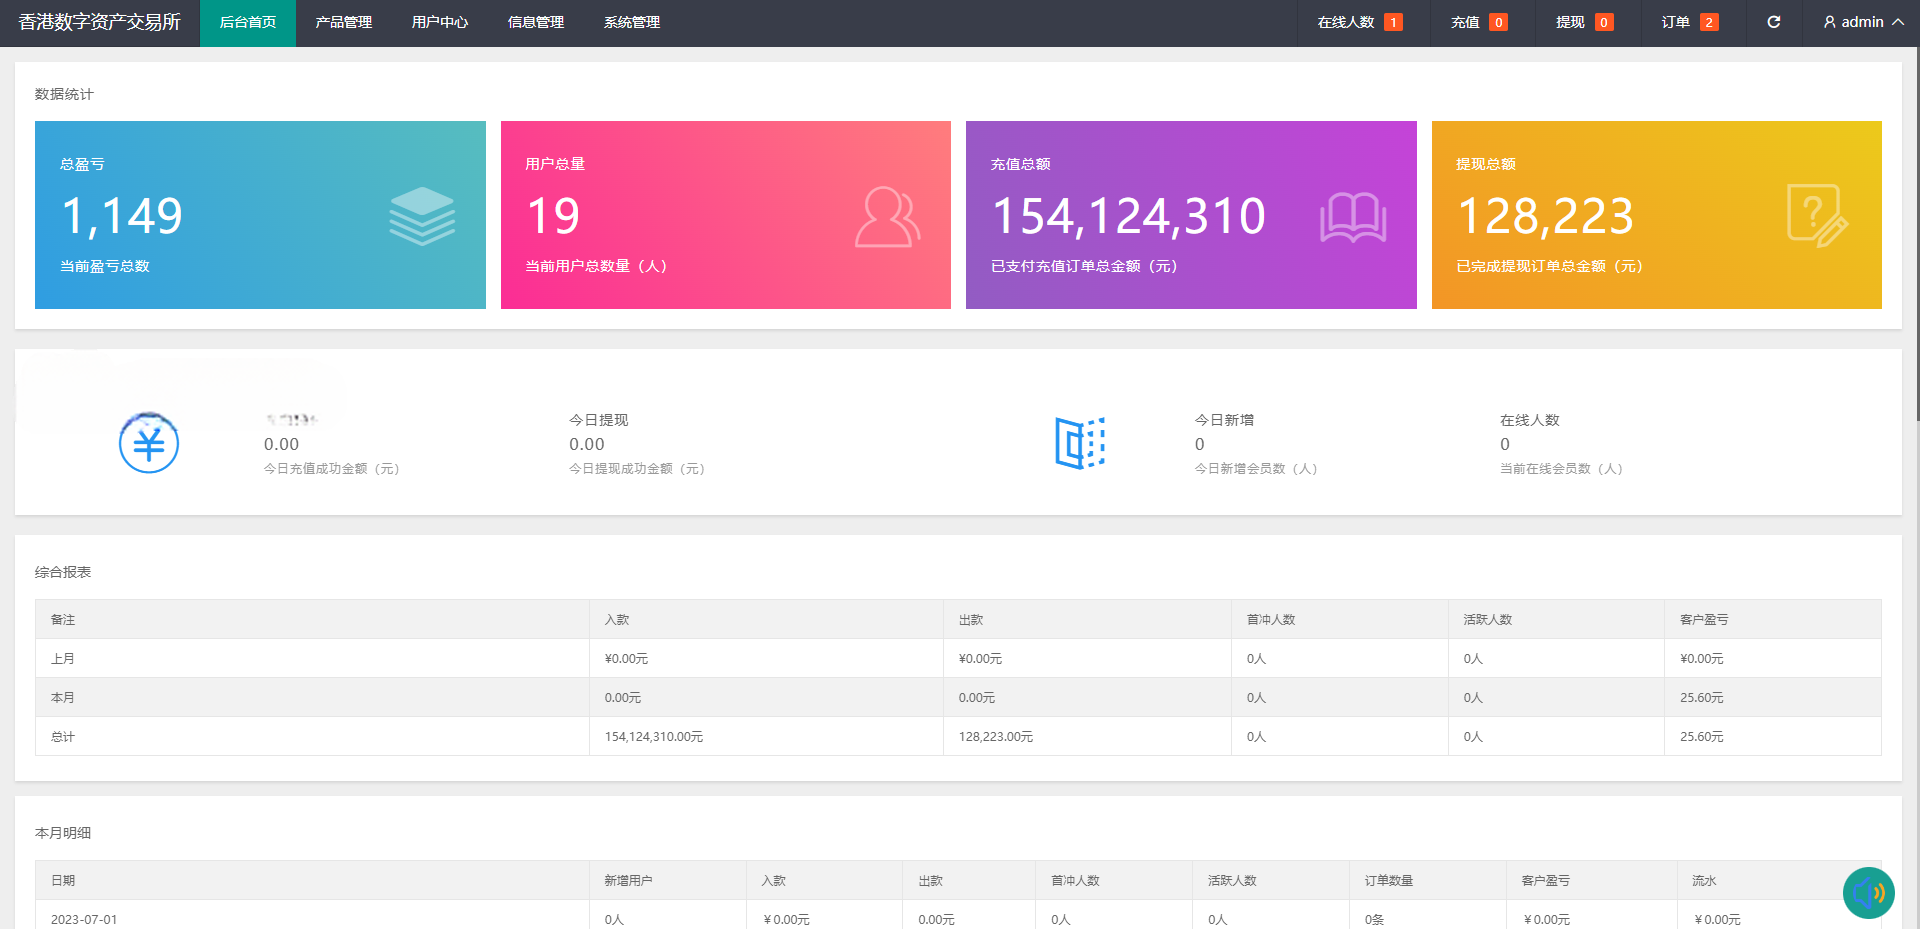 香港数字资产交易所 后台首页 产品管理 用户中心 信息管理 系统管理 在线人数 1 充值 0 提现 0 订单 2 admin
数据统计
总盈亏 用户总量 充值总额 提现总额
1,149 19 154,124,310 128,223
当前盈亏总数 当前用户总数量（人） 已支付充值订单总金额（元） 已完成提现订单总金额（元）
今日提现 今日新增 在线人数
0.00 0.00 0 0
今日充值成功金额（元） 今日提现成功金额（元） 今日新增会员数（人） 当前在线会员数（人）
综合报表
备注 入款 出款 首冲人数 活跃人数 客户盈亏
上月 ¥0.00元 ¥0.00元 0人 0人 ¥0.00元
本月 0.00元 0.00元 0人 0人 25.60元
总计 154,124,310.00元 128,223.00元 0人 0人 25.60元
本月明细
日期 新增用户 入款 出款 首冲人数 活跃人数 订单数量 客户盈亏 流水
2023-07-01 0人 ¥0.00元 0.00元 0人 0人 0条 ¥0.00元 ¥0.00元